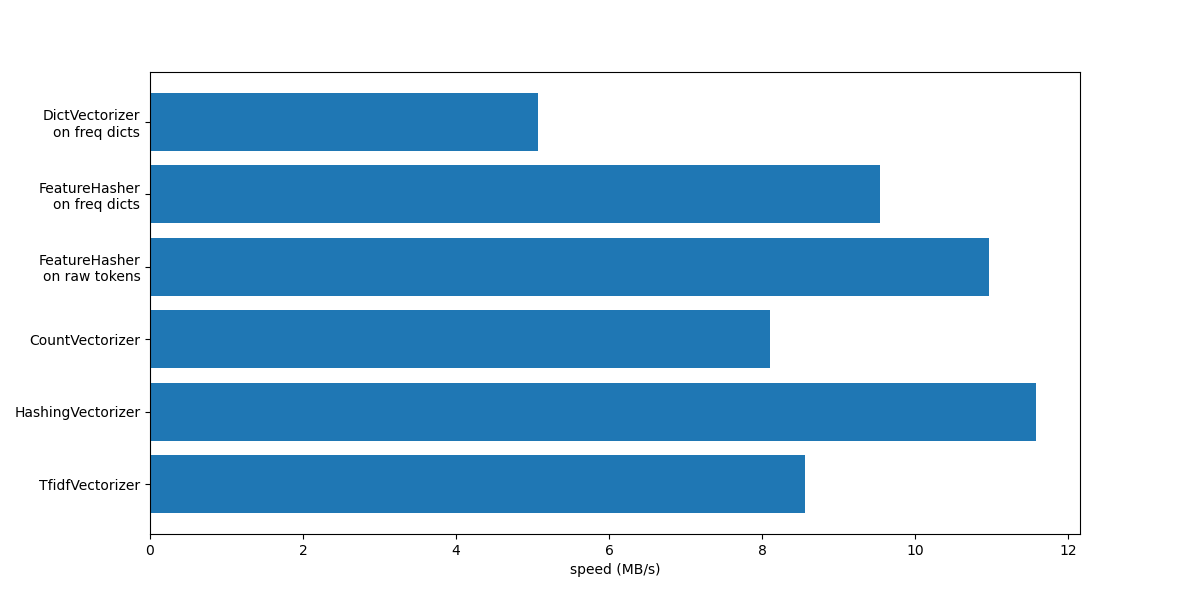 DictVectorizer
on freq dicts
FeatureHasher
on freq dicts
FeatureHasher
on raw tokens
CountVectorizer
HashingVectorizer
TfidfVectorizer
0 2 4 6 8 10 12
speed (MB/s)